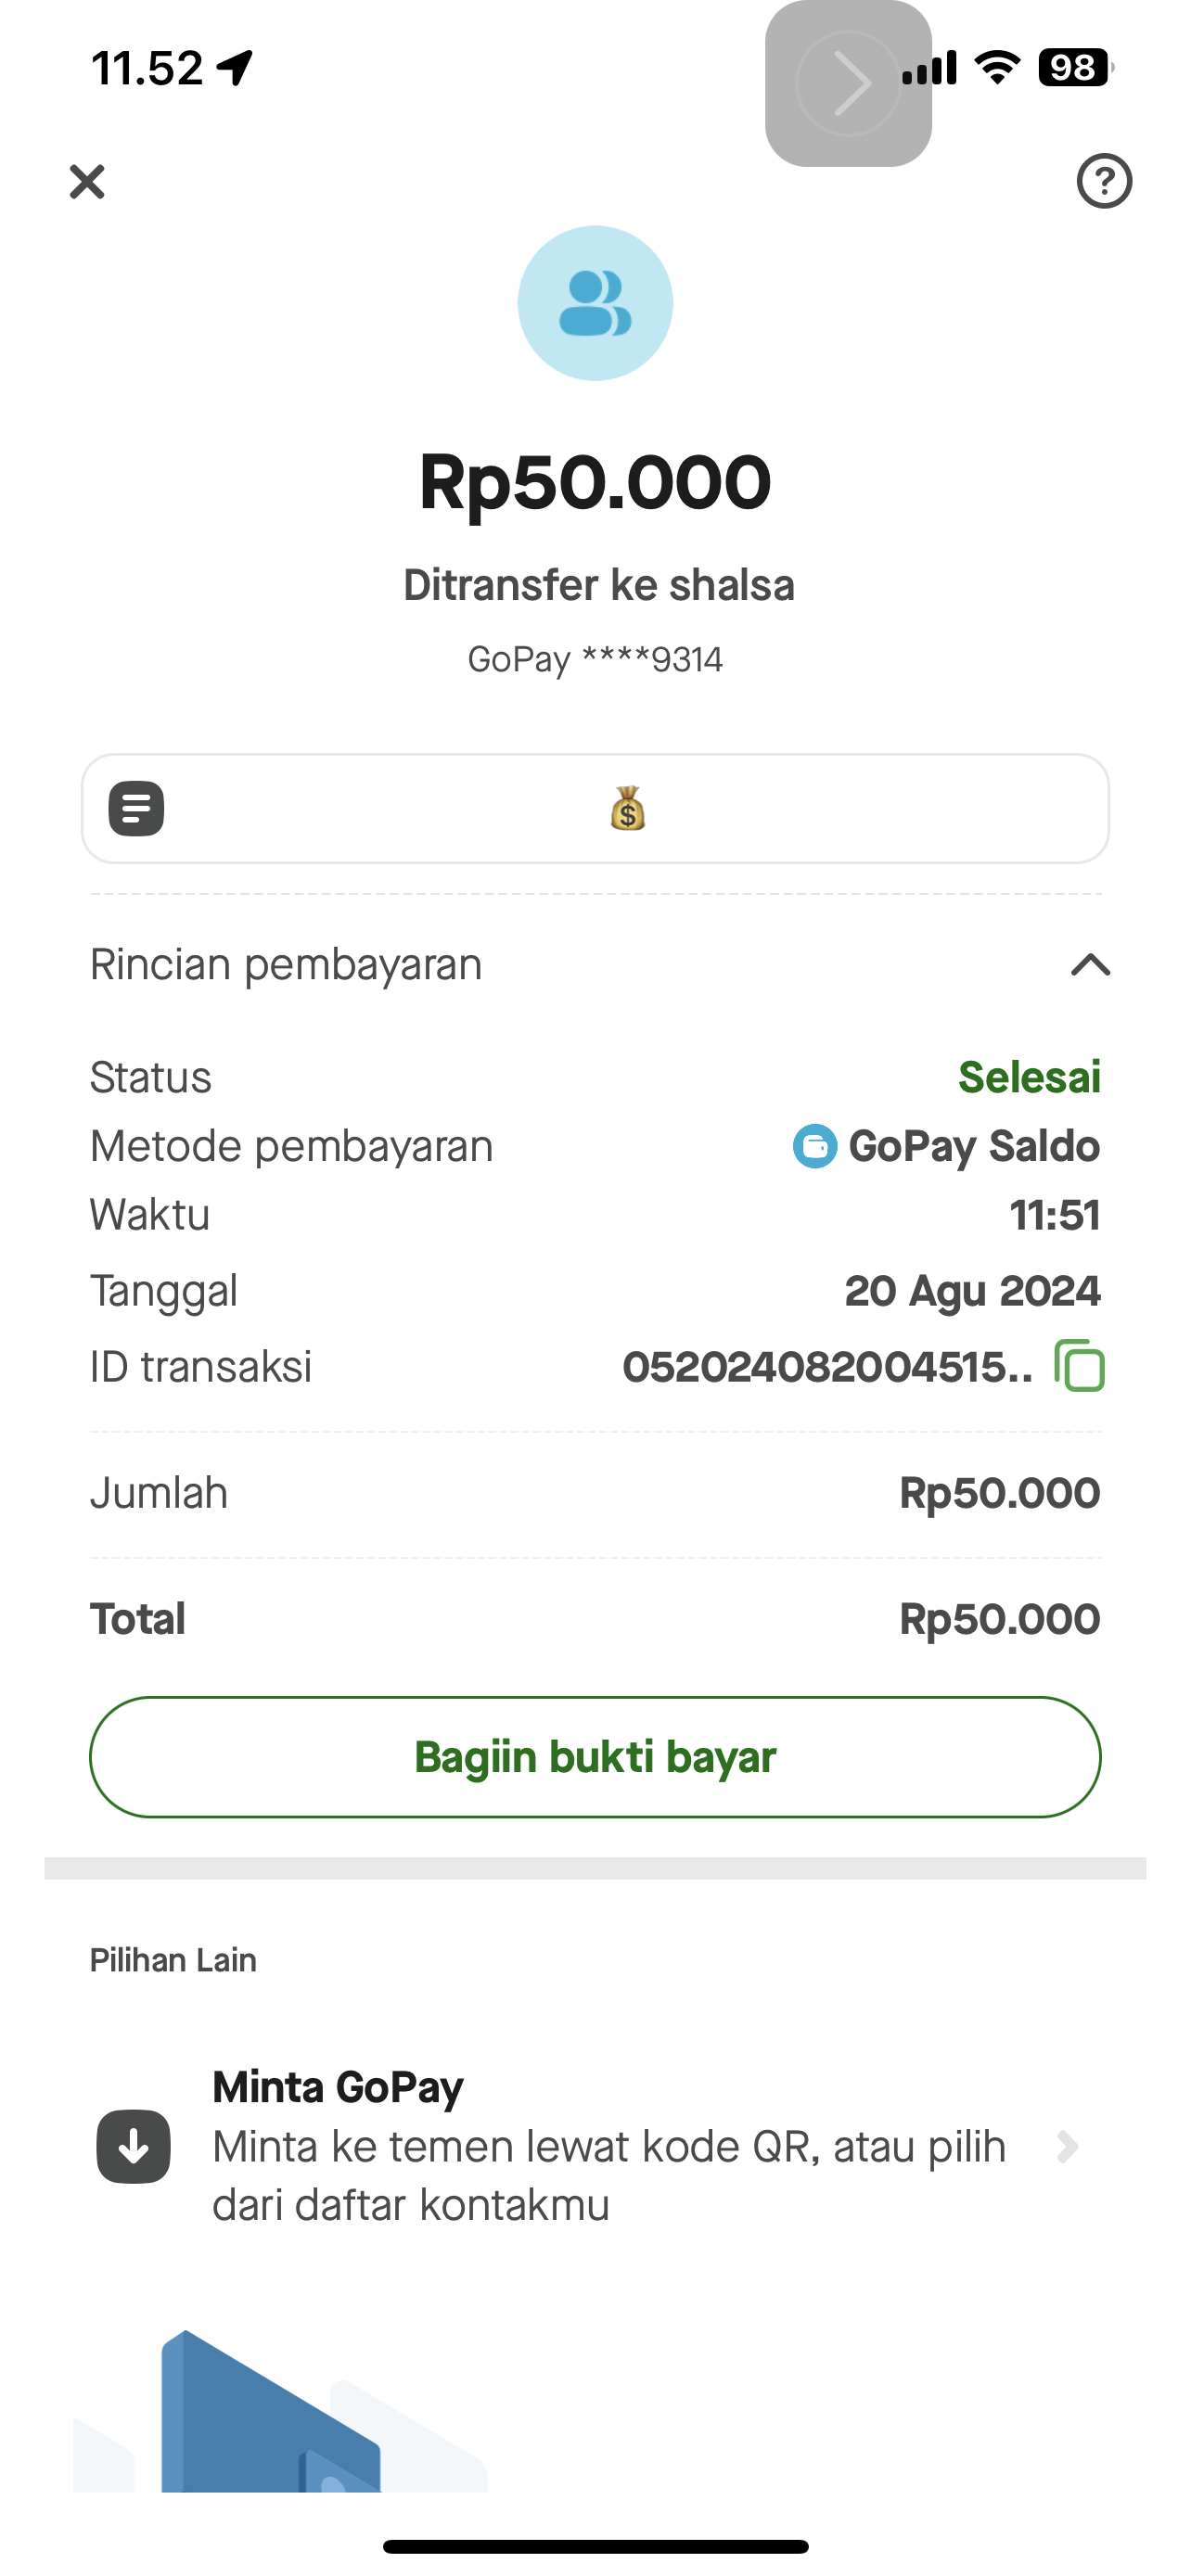 11.52
98
?
Rp50.000
Ditransfer ke shalsa
GoPay ****9314
$
Rincian pembayaran
Status Selesai
Metode pembayaran GoPay Saldo
Waktu 11:51
Tanggal 20 Agu 2024
ID transaksi 052024082004515..
Jumlah Rp50.000
Total Rp50.000
Bagiin bukti bayar
Pilihan Lain
Minta GoPay
Minta ke temen lewat kode QR, atau pilih
dari daftar kontakmu